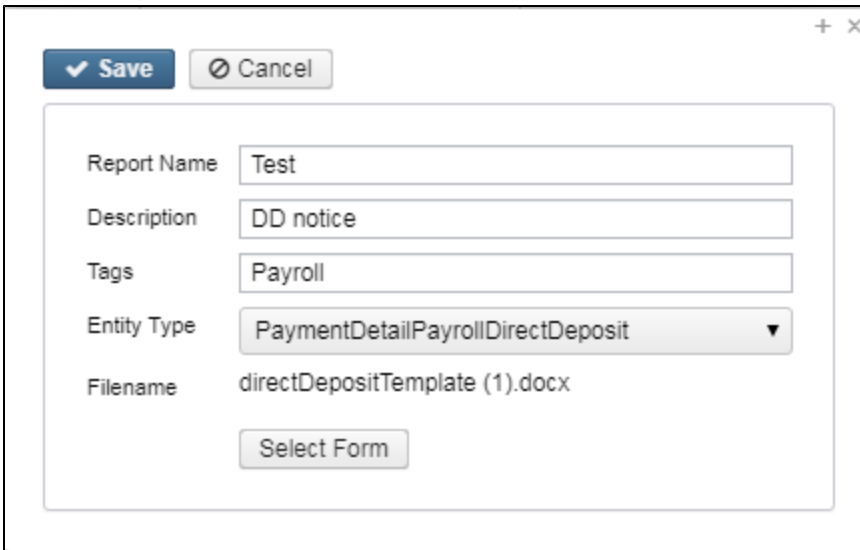 Save Cancel
Report Name Test
Description DD notice
Tags Payroll
Entity Type PaymentDetailPayrollDirectDeposit
Filename directDepositTemplate (1).docx
Select Form